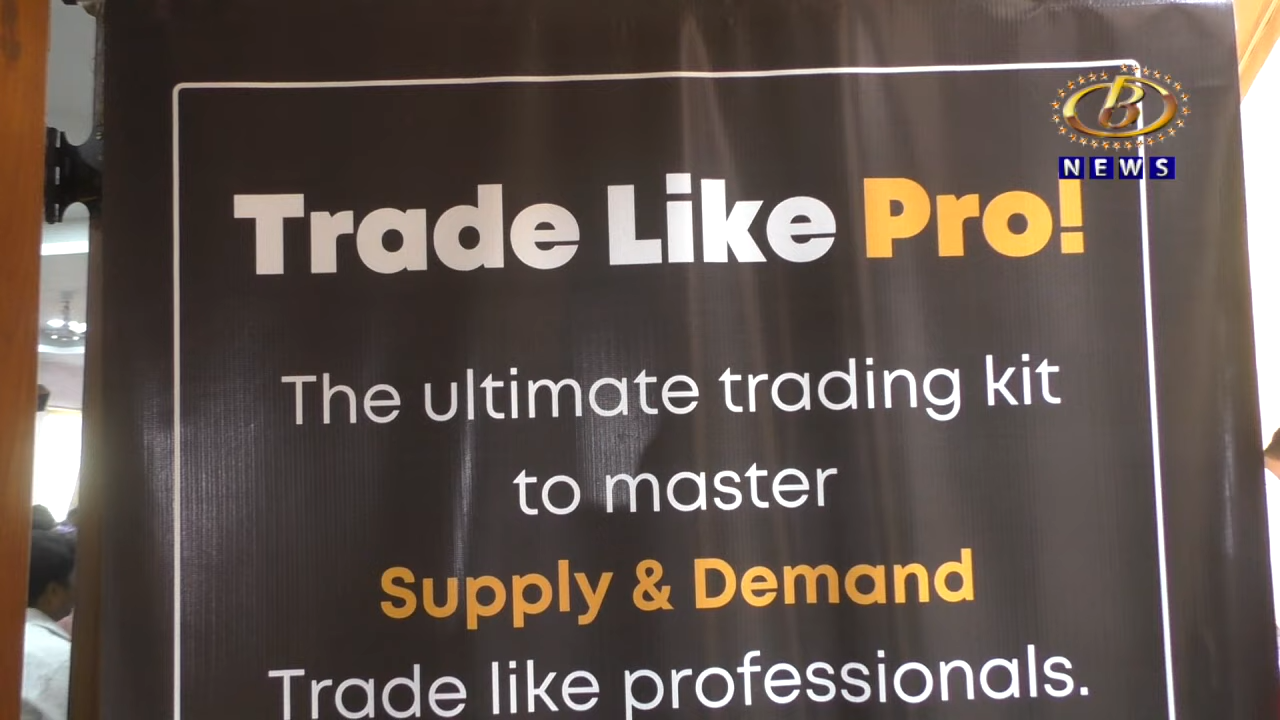 B
NEWS
Trade Like Pro!
The ultimate trading kit
to master
Supply & Demand
Trade like professionals.